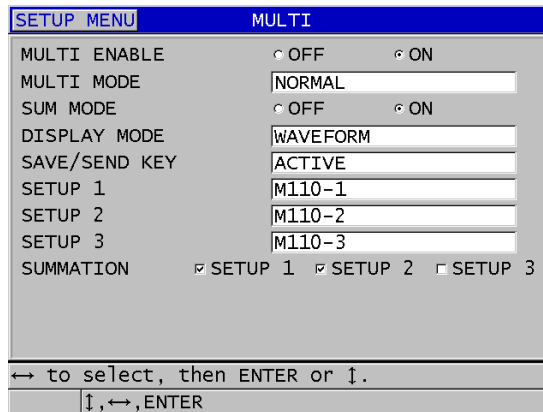 SETUP MENU MULTI
MULTI ENABLE OFF ON
MULTI MODE NORMAL
SUM MODE OFF ON
DISPLAY MODE WAVEFORM
SAVE/SEND KEY ACTIVE
SETUP 1 M110-1
SETUP 2 M110-2
SETUP 3 M110-3
SUMMATION SETUP 1 SETUP 2 SETUP 3
↔ to select, then ENTER or ↕.
↕,↔,ENTER